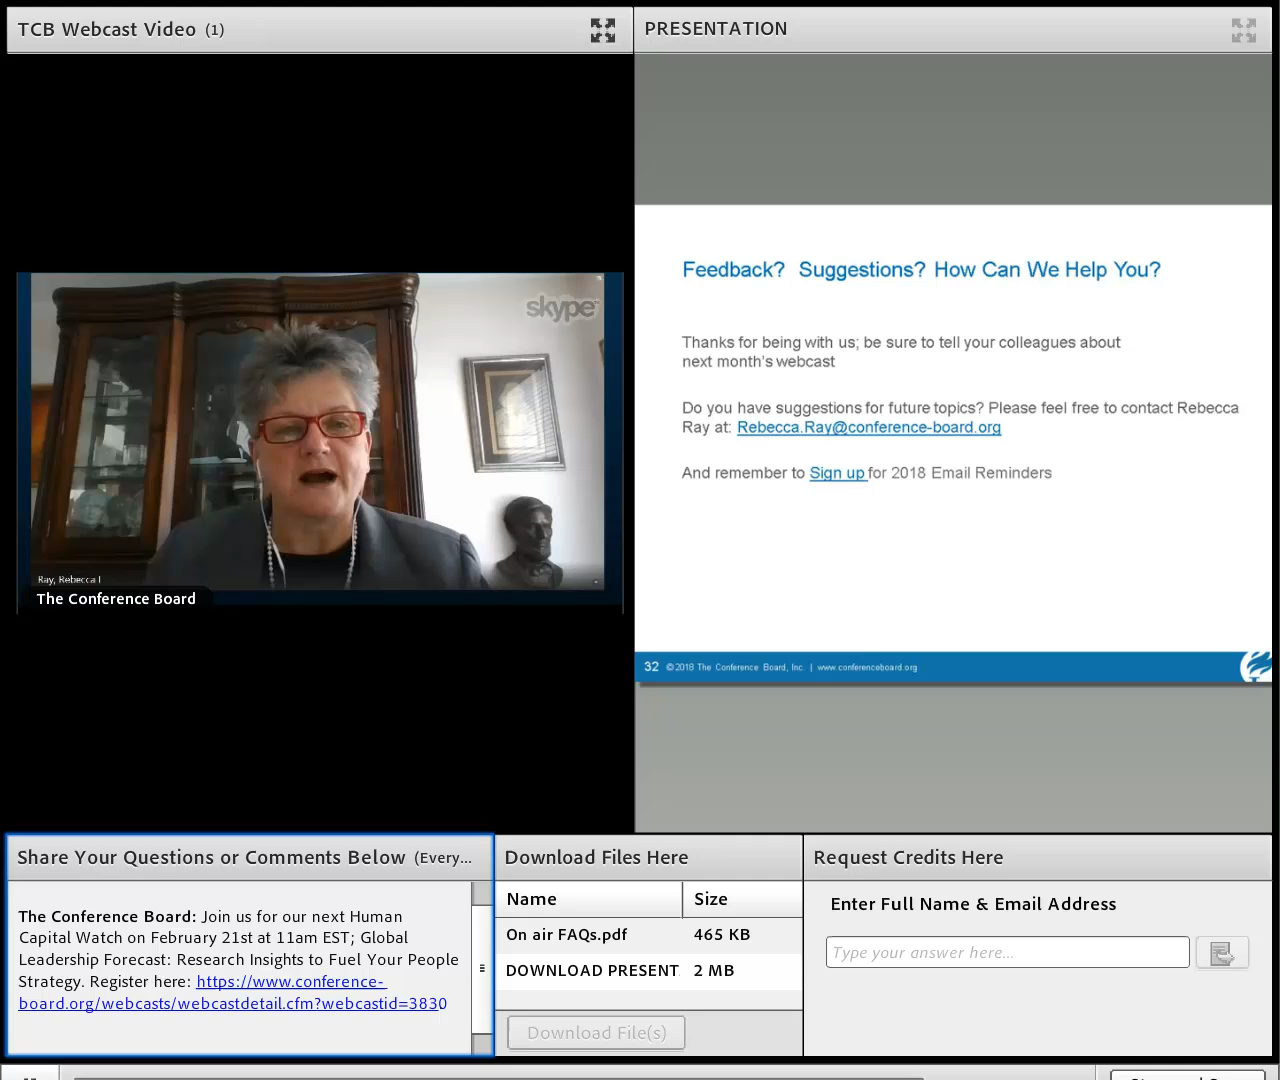 TCB Webcast Video (1)
PRESENTATION
skype
Ray, Rebecca I
The Conference Board
Feedback? Suggestions? How Can We Help You?
Thanks for being with us; be sure to tell your colleagues about
next month's webcast
Do you have suggestions for future topics? Please feel free to contact Rebecca
Ray at: Rebecca.Ray@conference-board.org
And remember to Sign up for 2018 Email Reminders
32 ©2018 The Conference Board, Inc. | www.conferenceboard.org
Share Your Questions or Comments Below (Every...
The Conference Board: Join us for our next Human
Capital Watch on February 21st at 11am EST; Global
Leadership Forecast: Research Insights to Fuel Your People
Strategy. Register here: https://www.conference-
board.org/webcasts/webcastdetail.cfm?webcastid=3830
Download Files Here
Name Size
On air FAQs.pdf 465 KB
DOWNLOAD PRESENT 2 MB
Download File(s)
Request Credits Here
Enter Full Name & Email Address
Type your answer here...